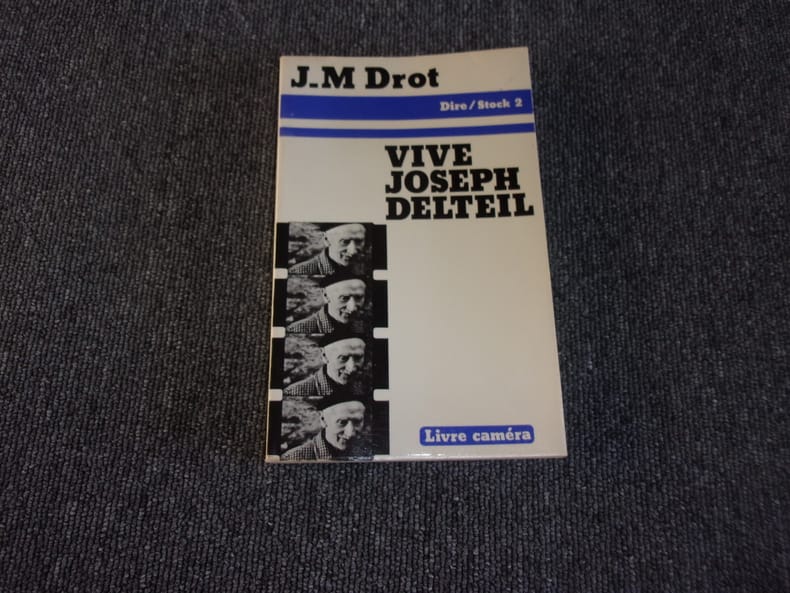 J.M Drot
Dire/Stock 2
VIVE
JOSEPH
DELTEIL
Livre caméra